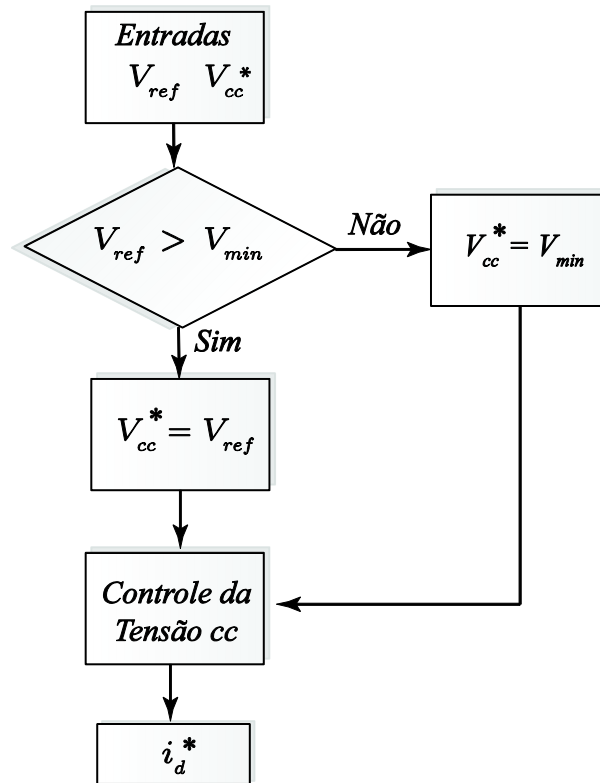 Entradas
V_ref V_cc*
V_ref > V_min
Não
V_cc* = V_min
Sim
V_cc* = V_ref
Controle da
Tensão cc
i_d*